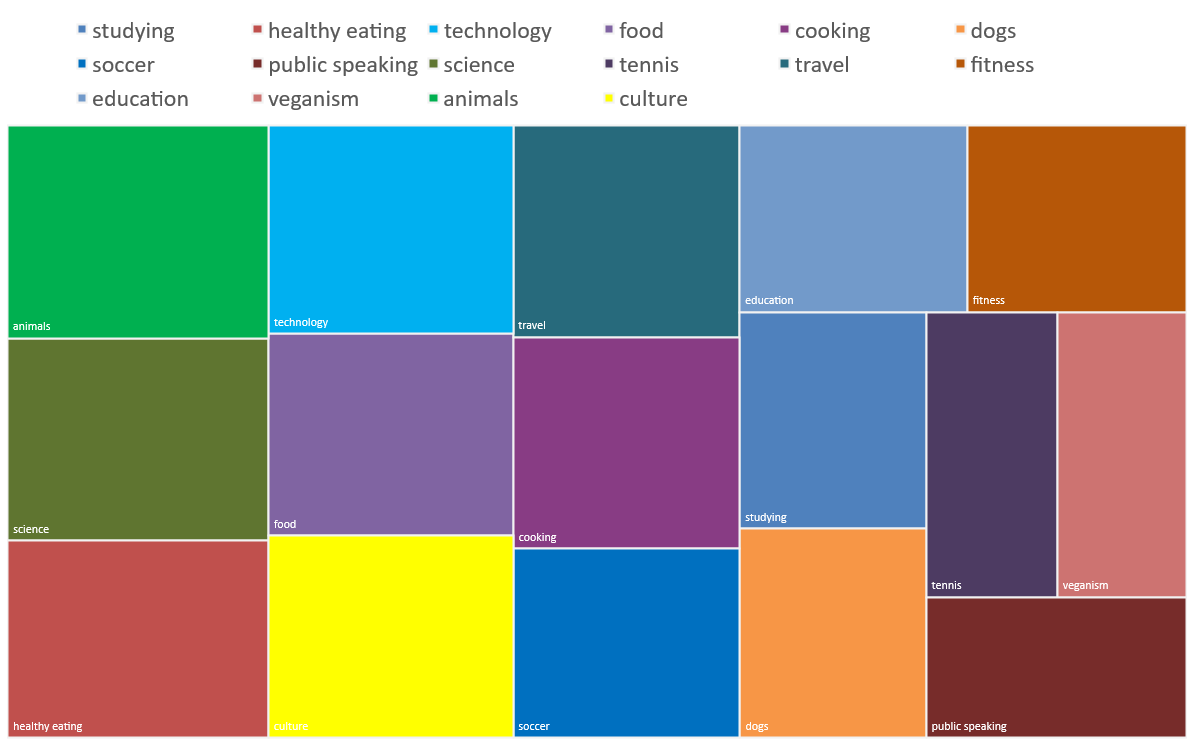 studying healthy eating technology food cooking dogs
soccer public speaking science tennis travel fitness
education veganism animals culture
education fitness
technology
travel
animals
studying
food
science
cooking
tennis veganism
healthy eating culture soccer dogs public speaking